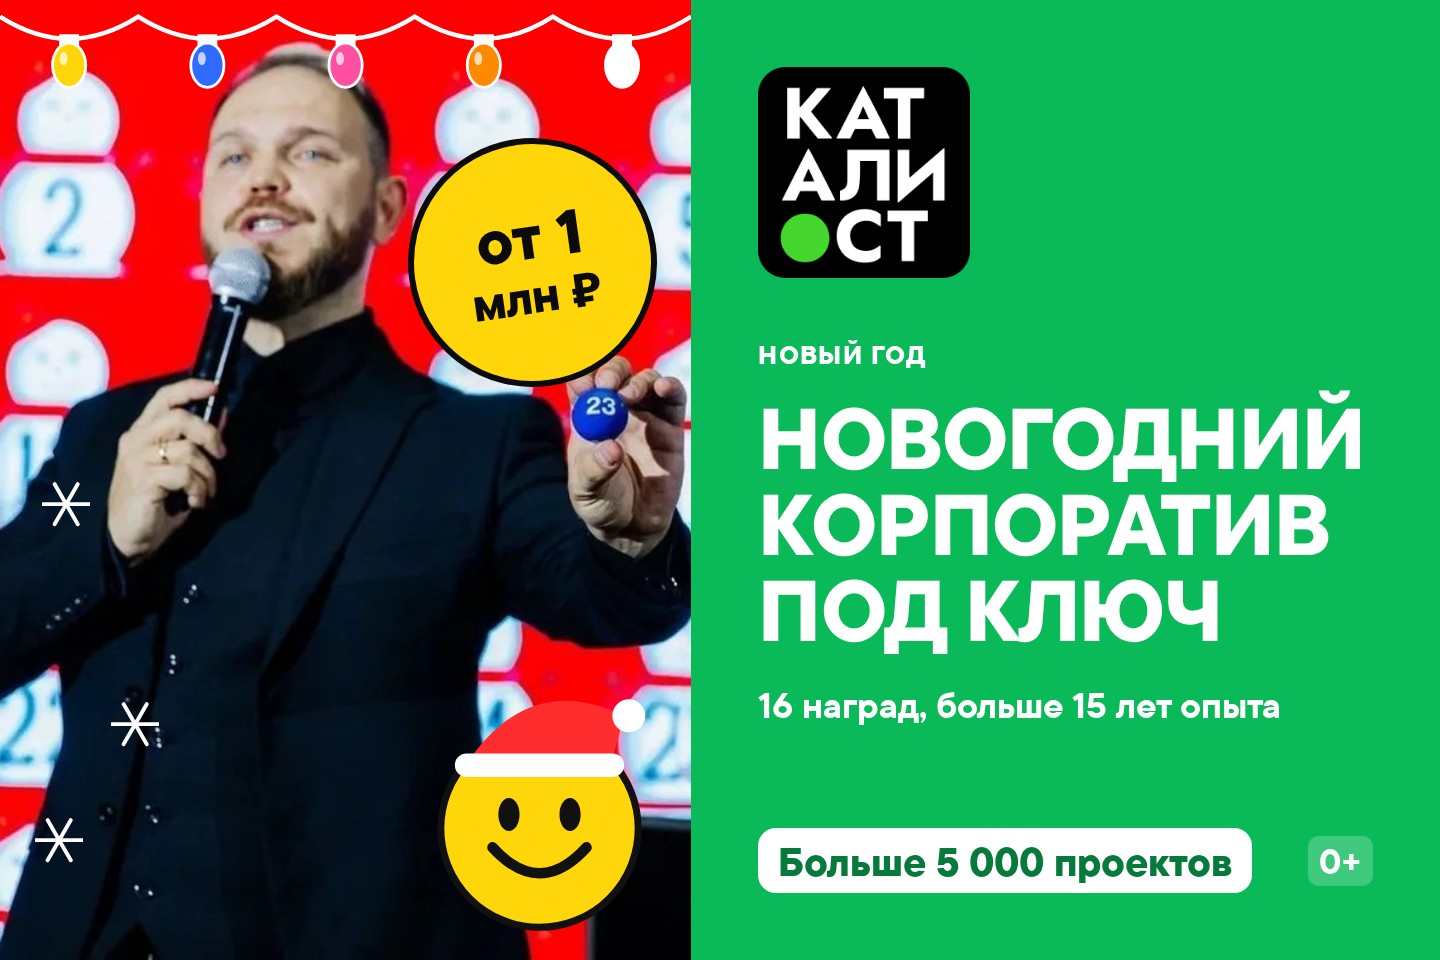 2
от 1
млн ₽
23
КАТ
АЛИ
СТ
НОВЫЙ ГОД
НОВОГОДНИЙ
КОРПОРАТИВ
ПОД КЛЮЧ
16 наград, больше 15 лет опыта
Больше 5 000 проектов
0+